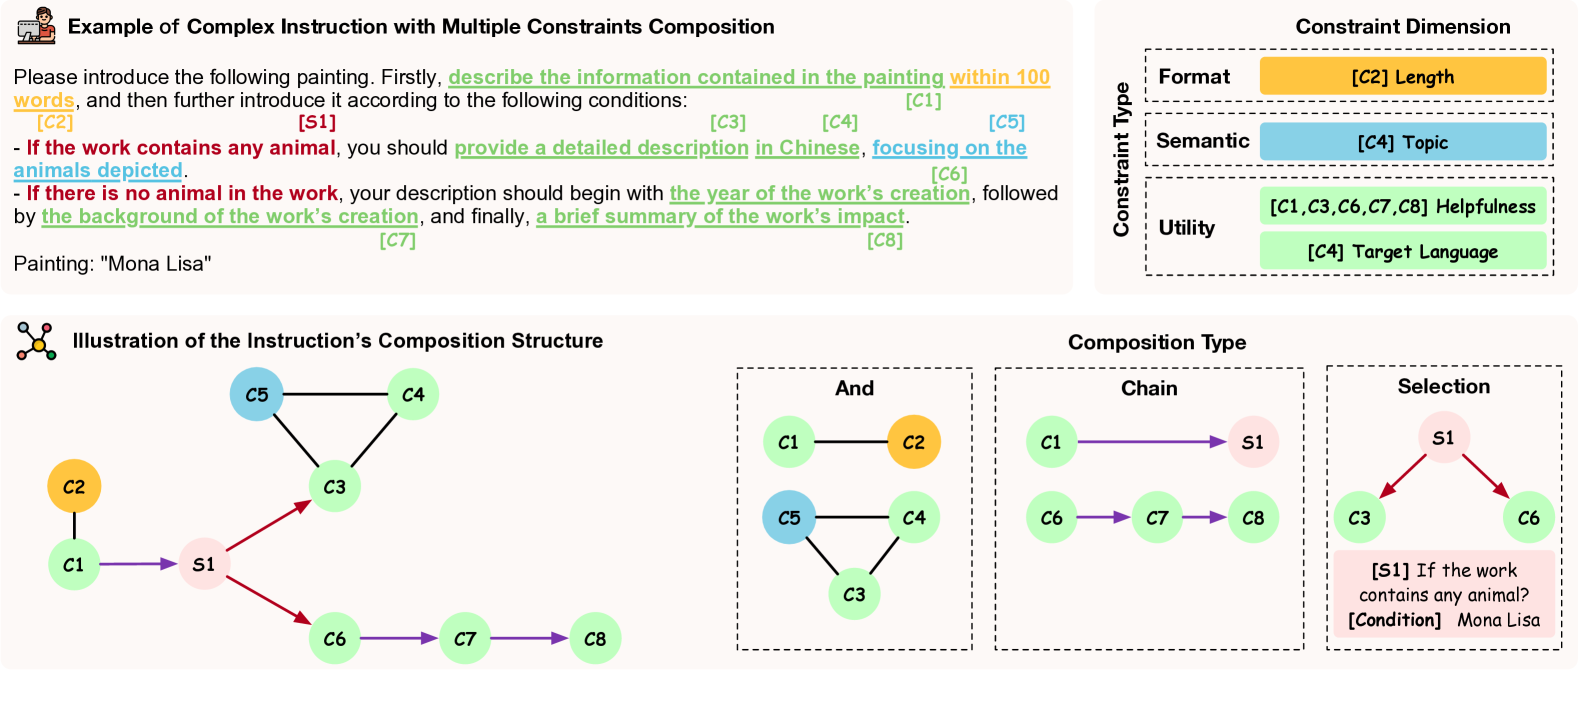 Example of Complex Instruction with Multiple Constraints Composition
Please introduce the following painting. Firstly, describe the information contained in the painting within 100
words, and then further introduce it according to the following conditions:
[C1]
[C2]
[S1]
[C3]
[C4]
[C5]
- If the work contains any animal, you should provide a detailed description in Chinese, focusing on the
animals depicted.
[C6]
- If there is no animal in the work, your description should begin with the year of the work's creation, followed
by the background of the work's creation, and finally, a brief summary of the work's impact.
[C7]
[C8]
Painting: "Mona Lisa"
Constraint Dimension
Constraint Type
Format
[C2] Length
Semantic
[C4] Topic
Utility
[C1,C3,C6,C7,C8] Helpfulness
[C4] Target Language
Illustration of the Instruction's Composition Structure
C5
C4
C2
C3
C1
S1
C6
C7
C8
Composition Type
And
C1
C2
C5
C4
C3
Chain
C1
S1
C6
C7
C8
Selection
S1
C3
C6
[S1] If the work
contains any animal?
[Condition] Mona Lisa